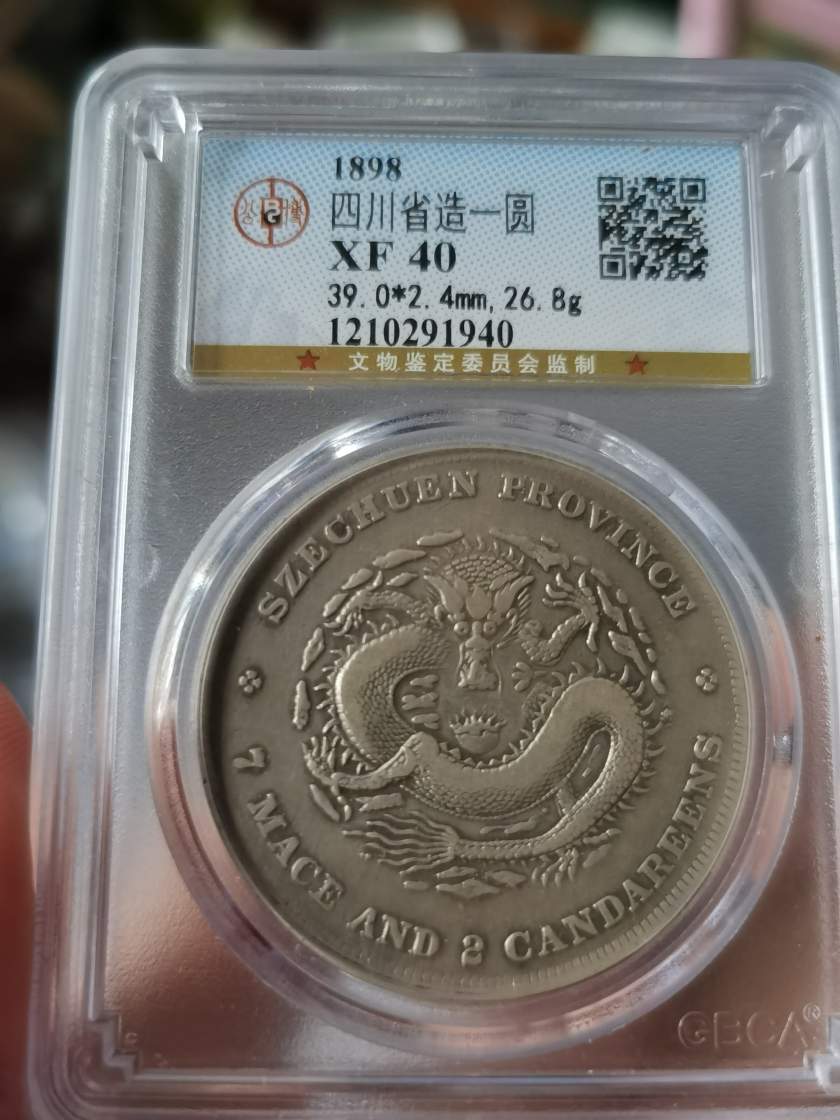 1898
四川省造一圆
XF 40
39.0*2.4mm, 26.8g
1210291940
文物鉴定委员会监制
SZECHUEN PROVINCE
7 MACE AND 2 CANDAREENS
GBCA®